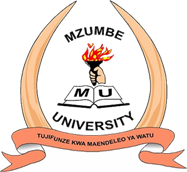 MZUMBE
M U
UNIVERSITY
TUJIFUNZE KWA MAENDELEO YA WATU